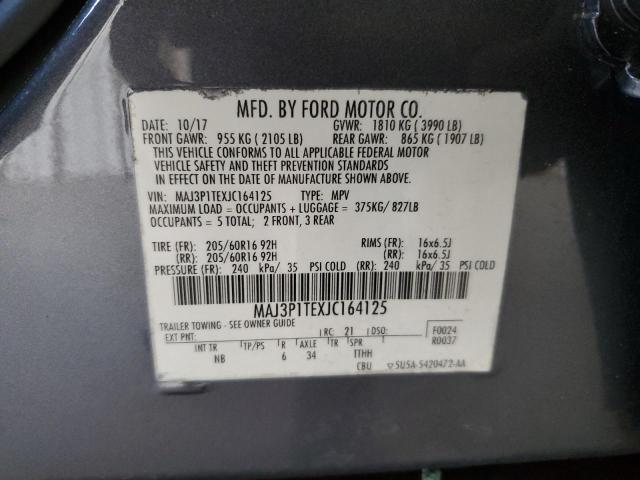 MFD. BY FORD MOTOR CO.
DATE: 10/17 GVWR: 1810 KG ( 3990 LB)
FRONT GAWR: 955 KG ( 2105 LB) REAR GAWR: 865 KG ( 1907 LB)
THIS VEHICLE CONFORMS TO ALL APPLICABLE FEDERAL MOTOR
VEHICLE SAFETY AND THEFT PREVENTION STANDARDS
IN EFFECT ON THE DATE OF MANUFACTURE SHOWN ABOVE.
VIN: MAJ3P1TEXJC164125 TYPE: MPV
MAXIMUM LOAD = OCCUPANTS + LUGGAGE = 375KG/ 827LB
OCCUPANTS = 5 TOTAL; 2 FRONT, 3 REAR
TIRE (FR): 205/60R16 92H RIMS (FR): 16x6.5J
(RR): 205/60R16 92H (RR): 16x6.5J
PRESSURE (FR): 240 kPa/ 35 PSI COLD (RR): 240 kPa/ 35 PSI COLD
MAJ3P1TEXJC164125
TRAILER TOWING - SEE OWNER GUIDE
EXT PNT: RC: 21 DSO: F0024
R0037
INT TR TP/PS R AXLE TR SPR
NB 6 34 TTHH
CBU 5U5A-5420472-AA